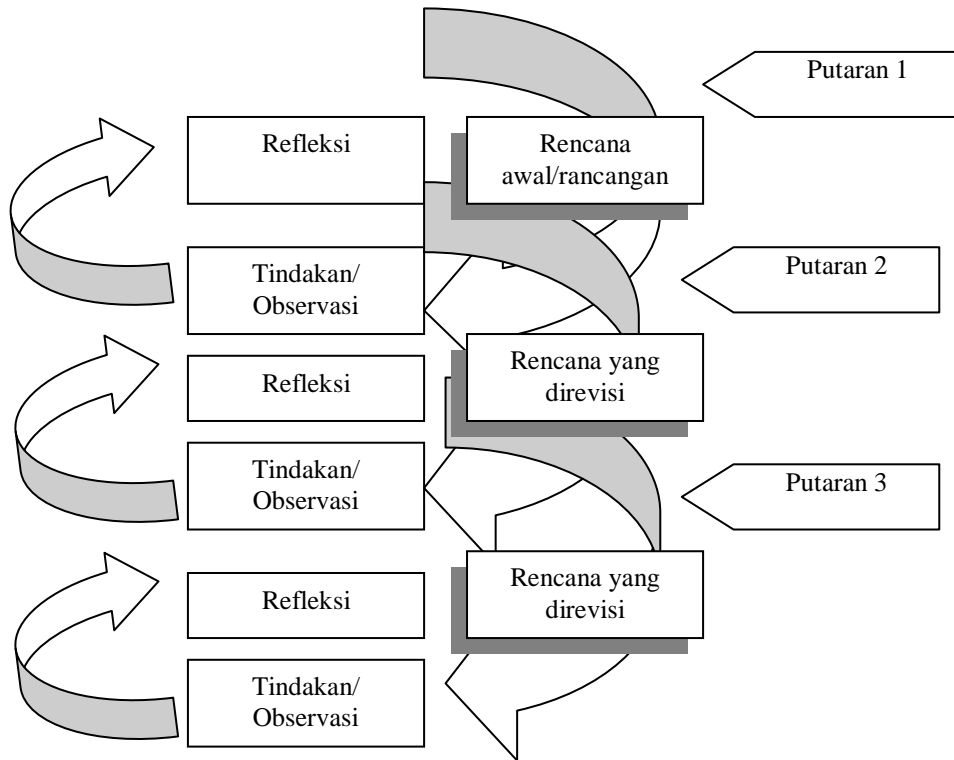 Putaran 1
Refleksi
Rencana
awal/rancangan
Tindakan/
Observasi
Putaran 2
Refleksi
Rencana yang
direvisi
Tindakan/
Observasi
Putaran 3
Refleksi
Rencana yang
direvisi
Tindakan/
Observasi